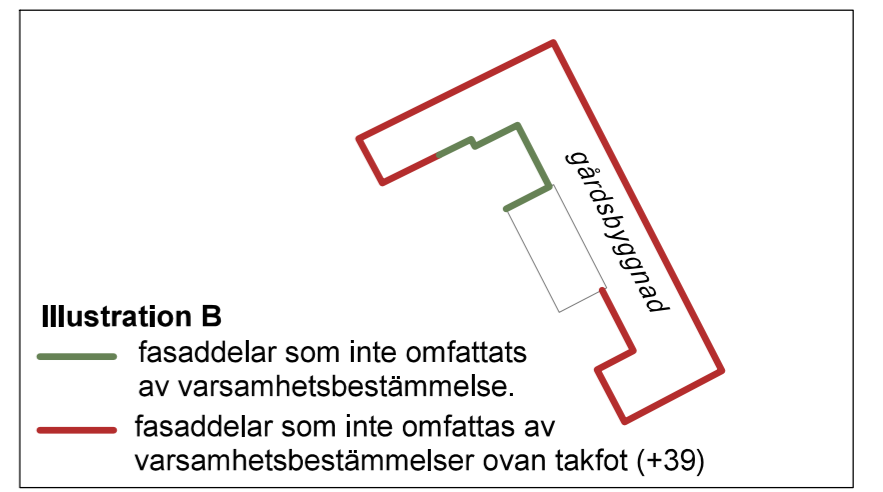 gårdsbyggnad
Illustration B
fasaddelar som inte omfattats
av varsamhetsbestämmelse.
fasaddelar som inte omfattas av
varsamhetsbestämmelser ovan takfot (+39)